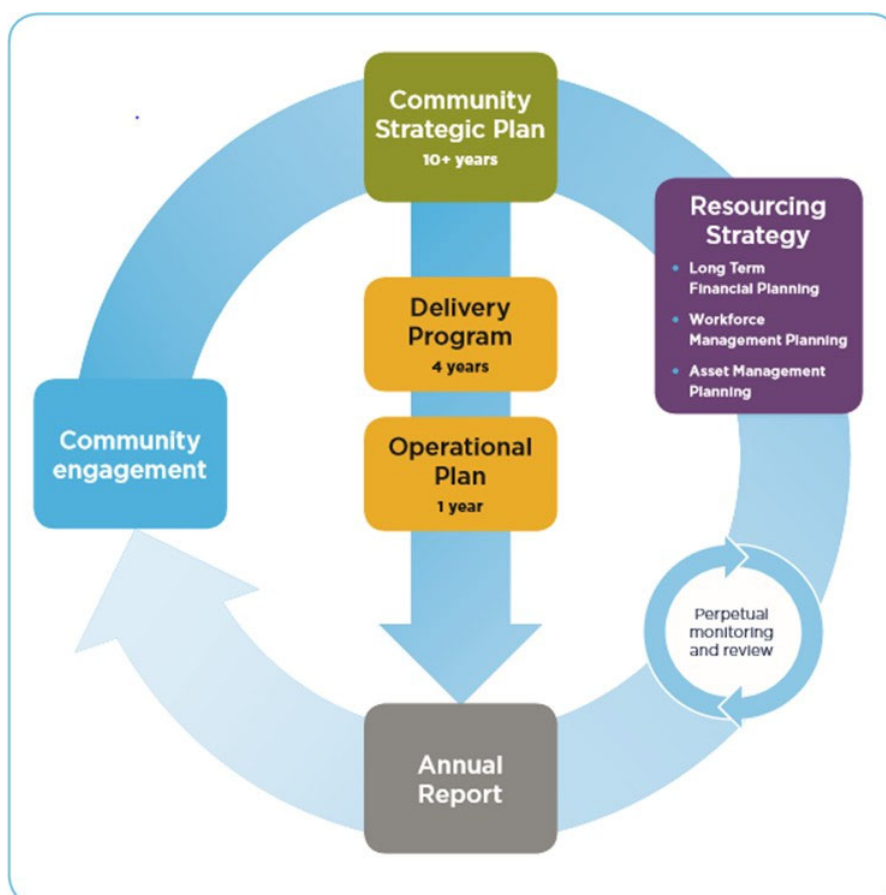 Community
Strategic Plan
10+ years
Resourcing
Strategy
• Long Term
Financial Planning
• Workforce
Management Planning
• Asset Management
Planning
Delivery
Program
4 years
Community
engagement
Operational
Plan
1 year
Perpetual
monitoring
and review
Annual
Report